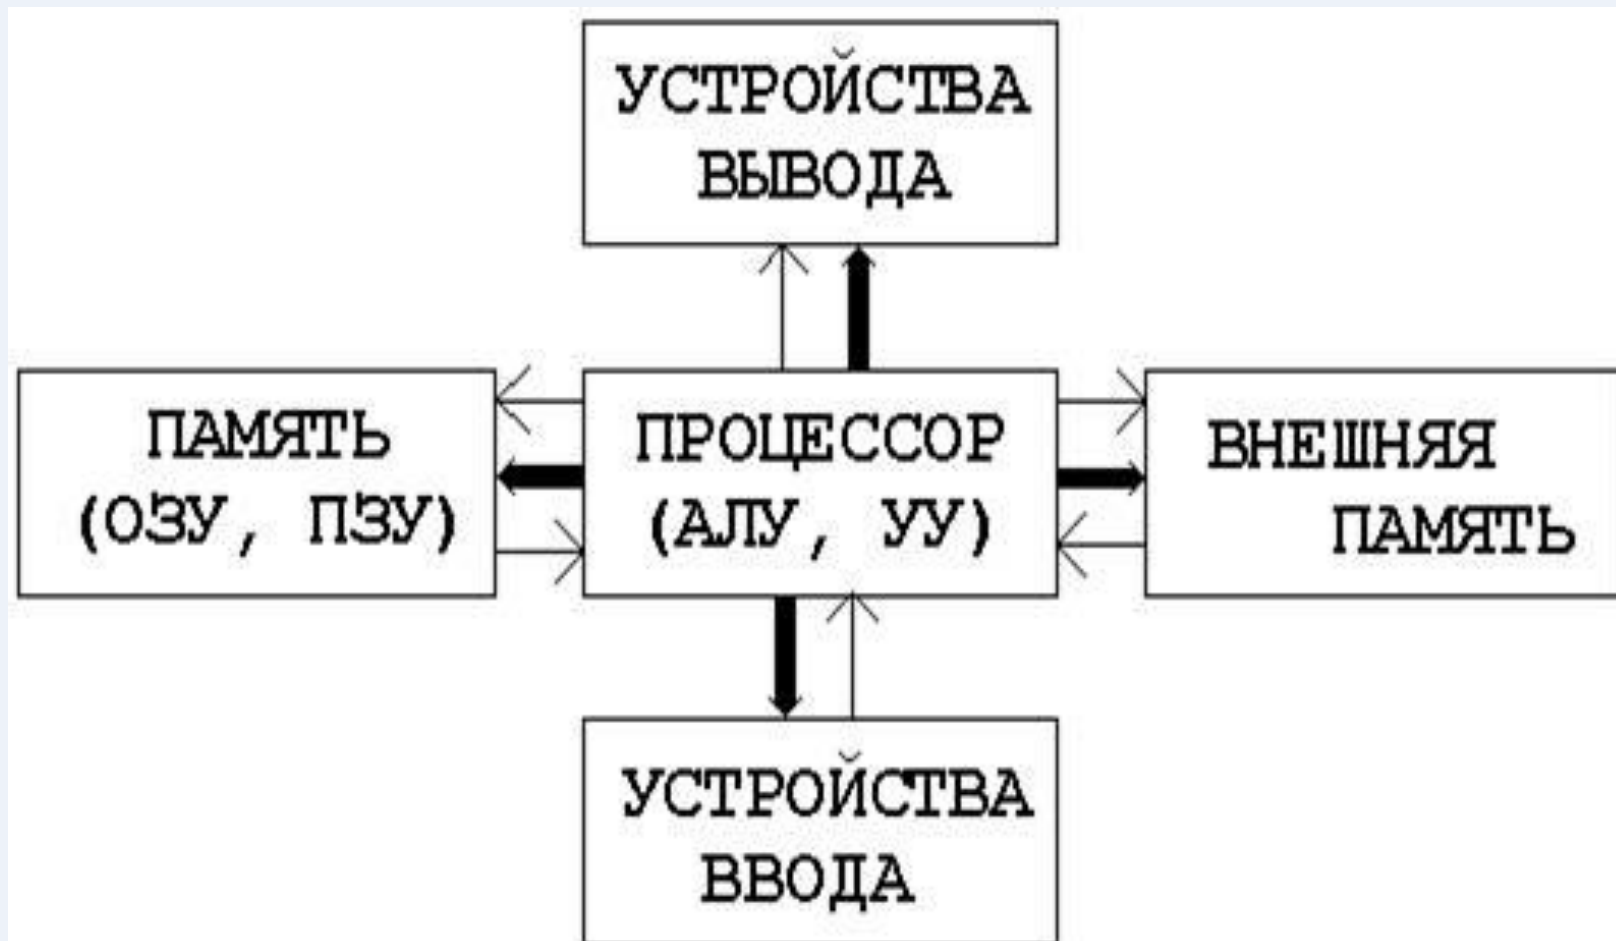 УСТРОЙСТВА
ВЫВОДА
ПАМЯТЬ
(ОЗУ, ПЗУ)
ПРОЦЕССОР
(АЛУ, УУ)
ВНЕШНЯЯ
ПАМЯТЬ
УСТРОЙСТВА
ВВОДА